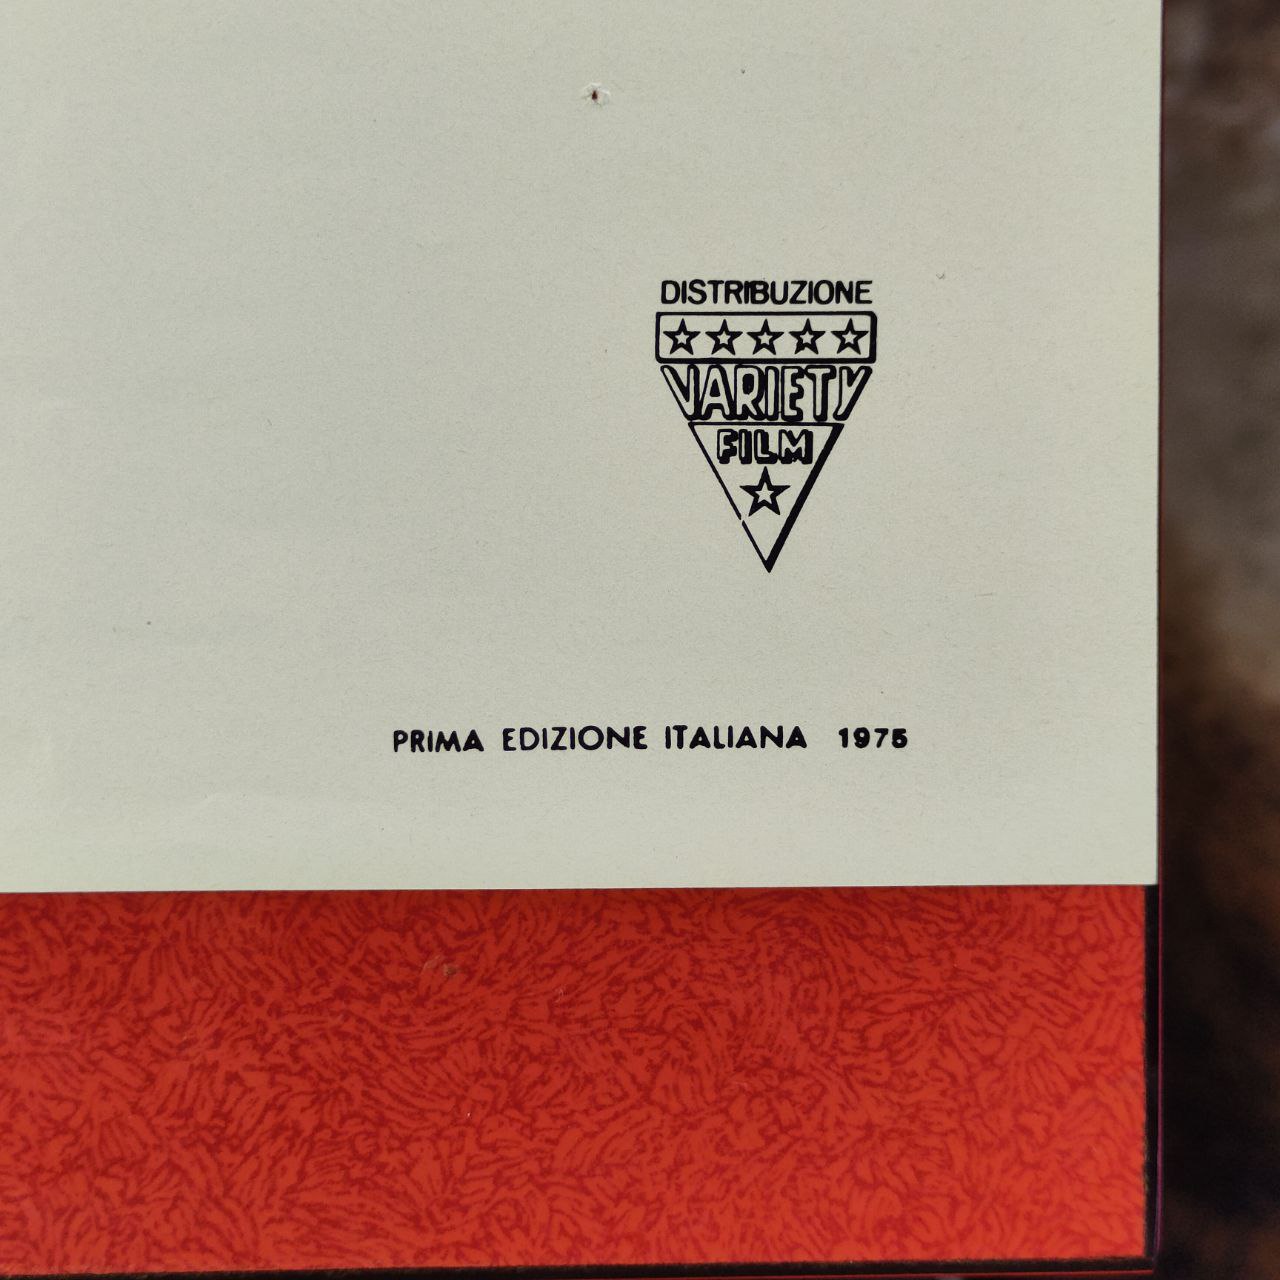 DISTRIBUZIONE
VARIETY
FILM
PRIMA EDIZIONE ITALIANA 1975